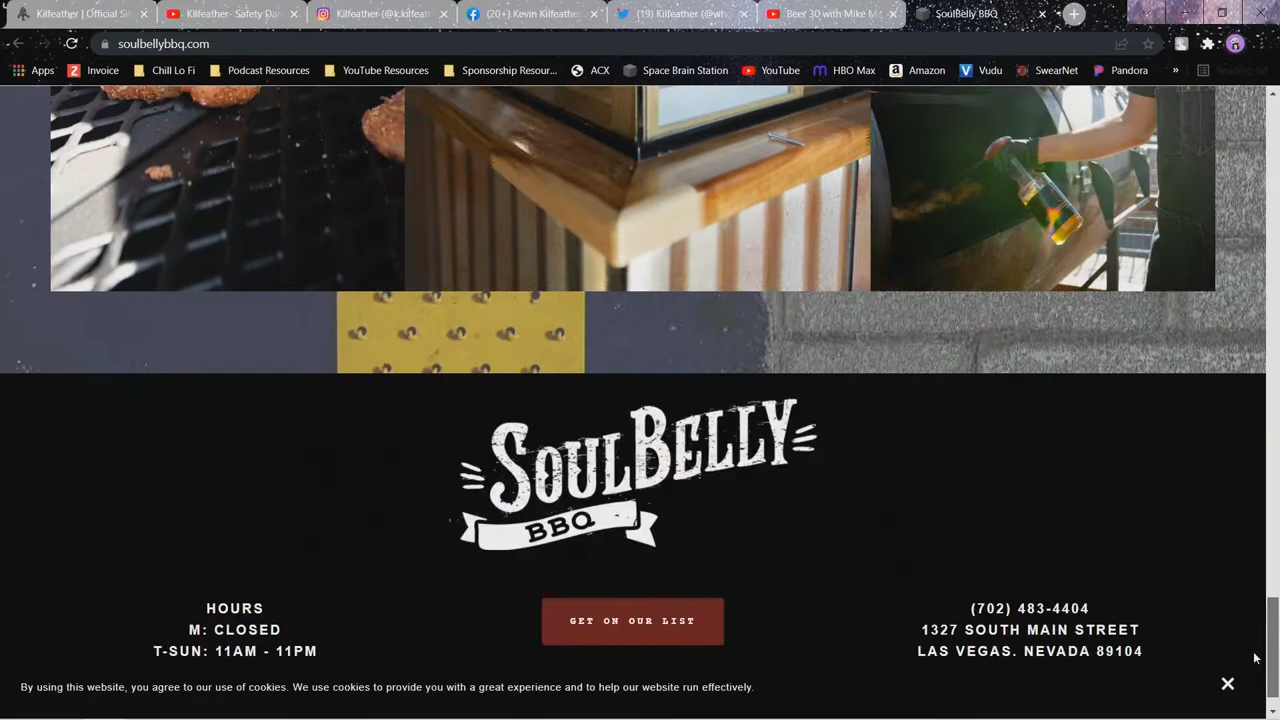 Kilfeather | Official Si
Kilfeather- Safety Da
Kilfeather (@k.kilfeat
(20+) Kevin Kilfeathe
(19) Kilfeather (@wh
Beer 30 with Mike M
SoulBelly BBQ
soulbellybbq.com
Apps
Invoice
Chill Lo Fi
Podcast Resources
YouTube Resources
Sponsorship Resour...
ACX
Space Brain Station
YouTube
HBO Max
Amazon
Vudu
SwearNet
Pandora
»
Reading list
SOULBELLY
BBQ
HOURS
M: CLOSED
T-SUN: 11AM - 11PM
GET ON OUR LIST
(702) 483-4404
1327 SOUTH MAIN STREET
LAS VEGAS. NEVADA 89104
By using this website, you agree to our use of cookies. We use cookies to provide you with a great experience and to help our website run effectively.